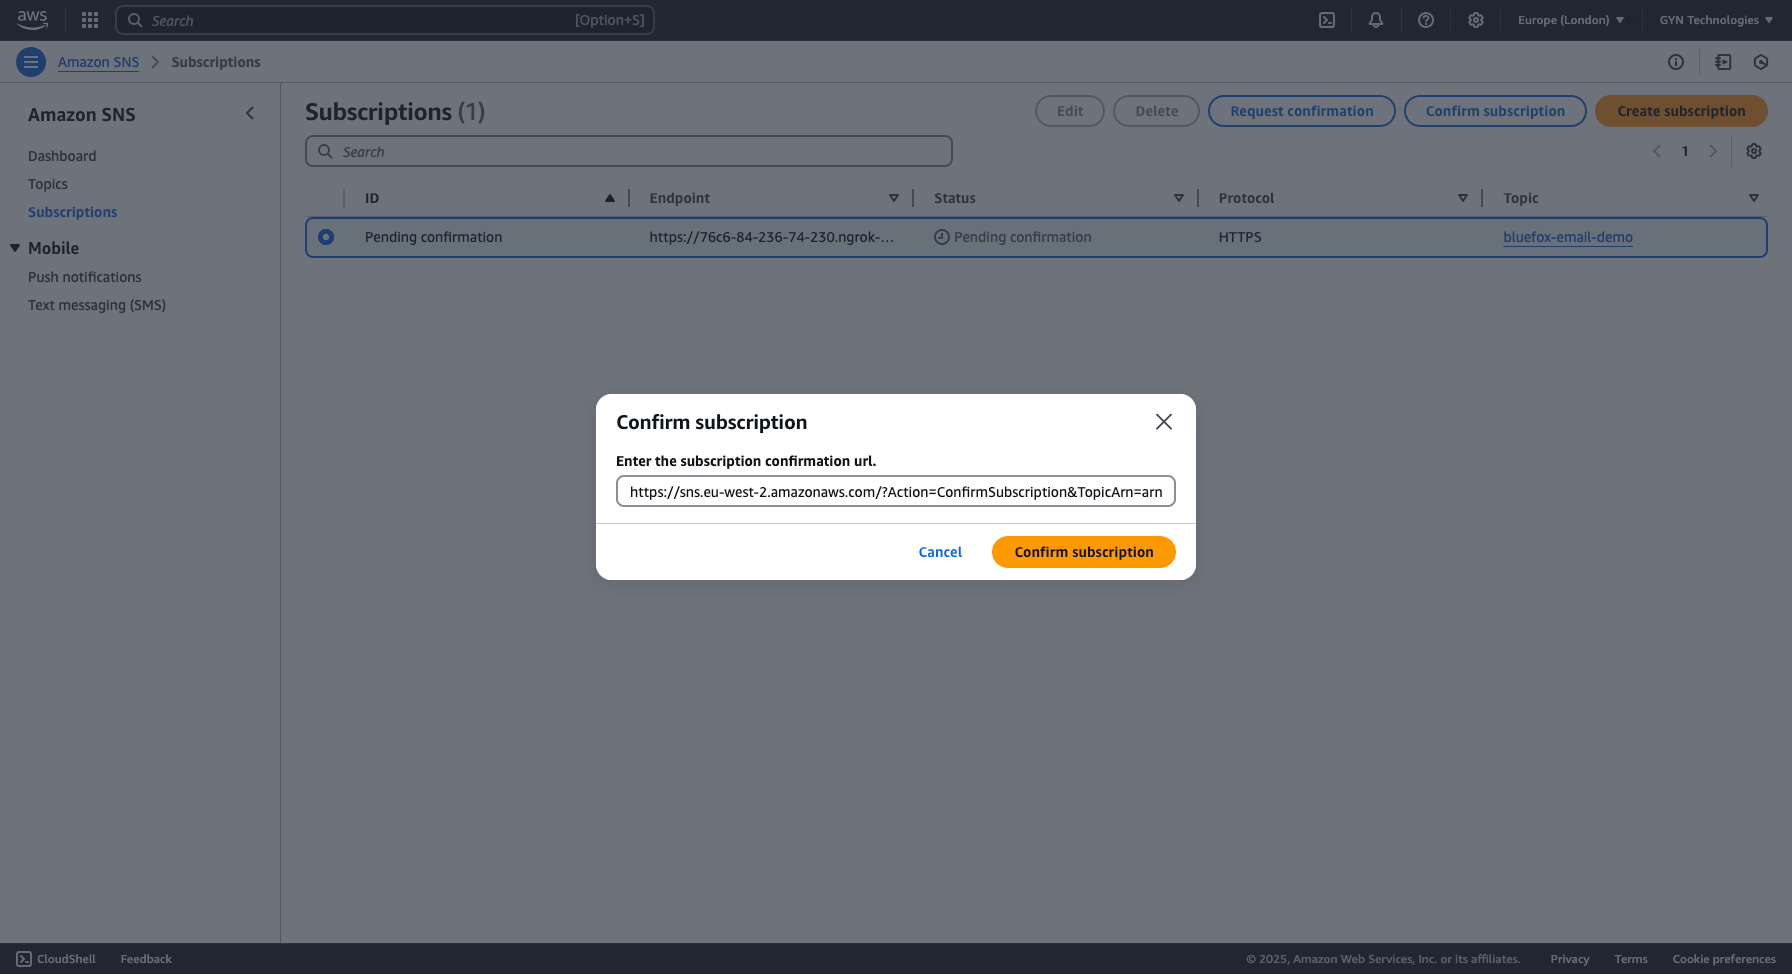 aws
Search [Option+S]
Europe (London) GYN Technologies
Amazon SNS Subscriptions
Amazon SNS
Dashboard
Topics
Subscriptions
Mobile
Push notifications
Text messaging (SMS)
Subscriptions (1)
Edit Delete Request confirmation Confirm subscription Create subscription
Search
1
ID Endpoint Status Protocol Topic
Pending confirmation https://76c6-84-236-74-230.ngrok-... Pending confirmation HTTPS bluefox-email-demo
Confirm subscription
Enter the subscription confirmation url.
https://sns.eu-west-2.amazonaws.com/?Action=ConfirmSubscription&TopicArn=arn
Cancel Confirm subscription
CloudShell Feedback © 2025, Amazon Web Services, Inc. or its affiliates. Privacy Terms Cookie preferences